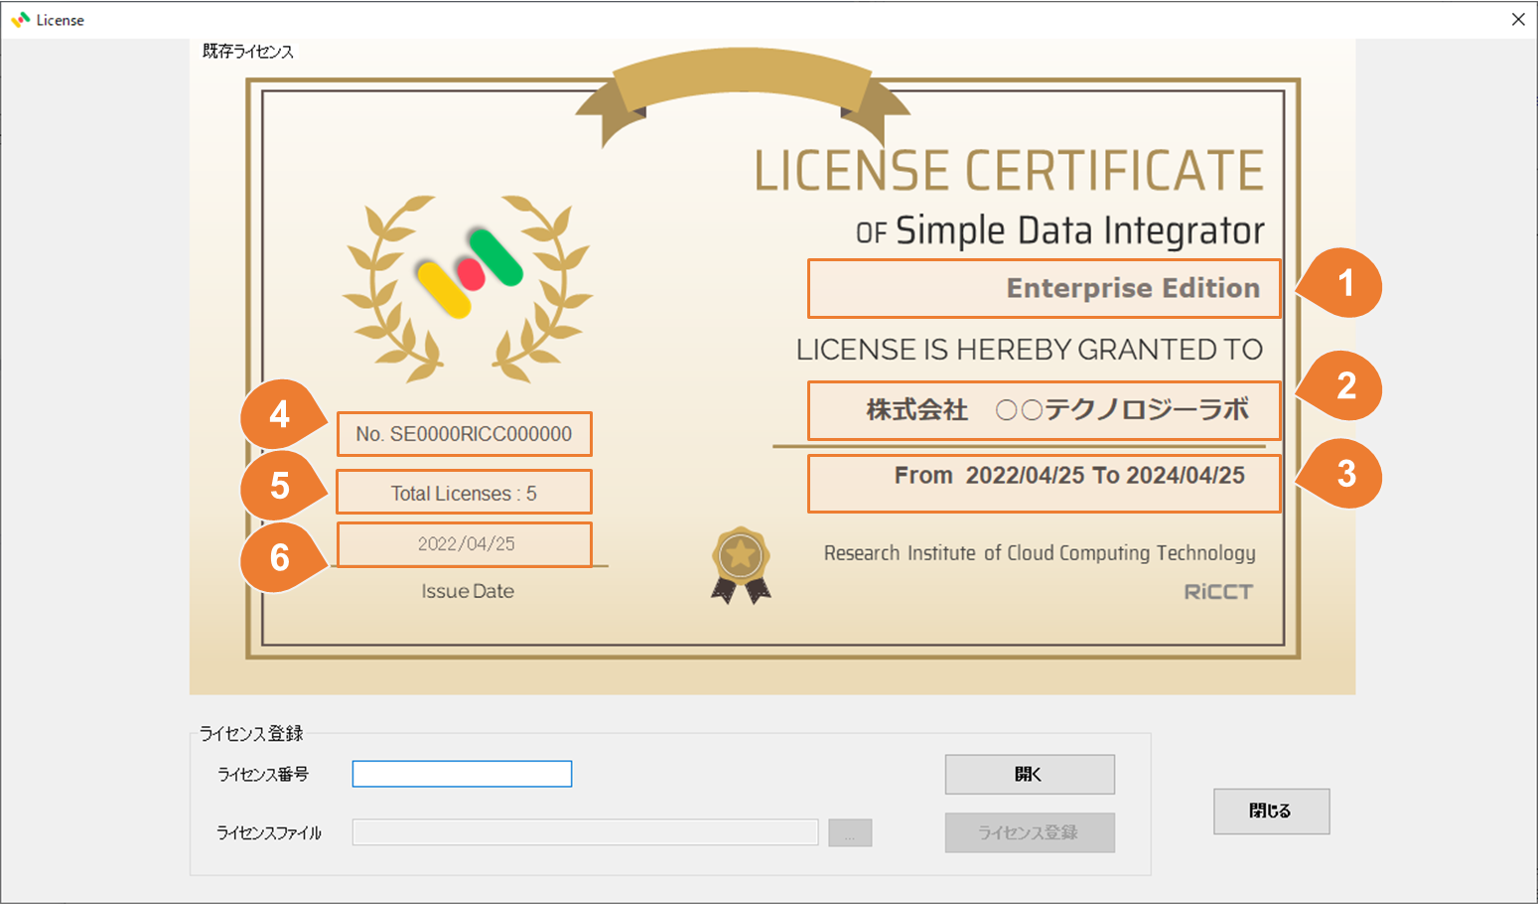 License
既存ライセンス
LICENSE CERTIFICATE
OF Simple Data Integrator
Enterprise Edition
1
LICENSE IS HEREBY GRANTED TO
株式会社　○○テクノロジーラボ
2
From 2022/04/25 To 2024/04/25
3
4
No. SE0000RICC000000
5
Total Licenses : 5
6
2022/04/25
Issue Date
Research Institute of Cloud Computing Technology
RiCCT
ライセンス登録
ライセンス番号
開く
ライセンスファイル
...
ライセンス登録
閉じる